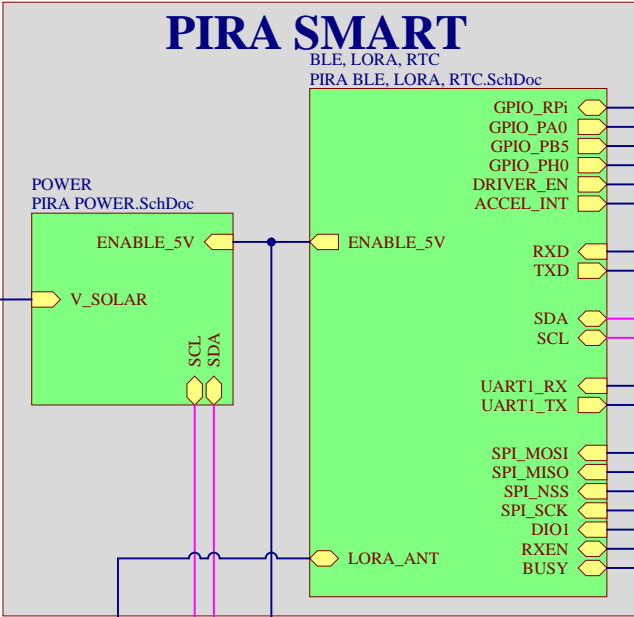 PIRA SMART
BLE, LORA, RTC
PIRA BLE, LORA, RTC.SchDoc
GPIO_RPi
GPIO_PA0
GPIO_PB5
GPIO_PH0
DRIVER_EN
ACCEL_INT
POWER
PIRA POWER.SchDoc
ENABLE_5V
ENABLE_5V
RXD
TXD
V_SOLAR
SDA
SCL
SCL
SDA
UART1_RX
UART1_TX
SPI_MOSI
SPI_MISO
SPI_NSS
SPI_SCK
DIO1
RXEN
BUSY
LORA_ANT